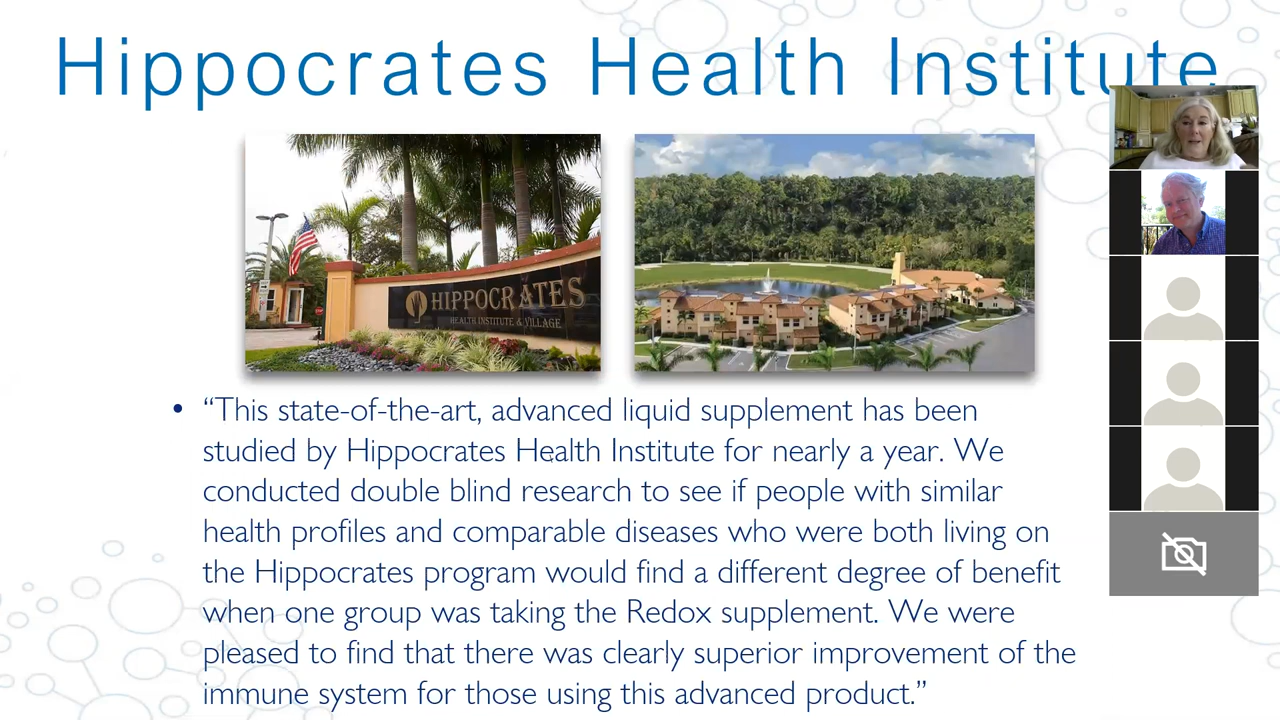 Hippocrates Health Institute
HIPPOCRATES
HEALTH INSTITUTE & VILLAGE
• “This state-of-the-art, advanced liquid supplement has been
studied by Hippocrates Health Institute for nearly a year. We
conducted double blind research to see if people with similar
health profiles and comparable diseases who were both living on
the Hippocrates program would find a different degree of benefit
when one group was taking the Redox supplement. We were
pleased to find that there was clearly superior improvement of the
immune system for those using this advanced product.”